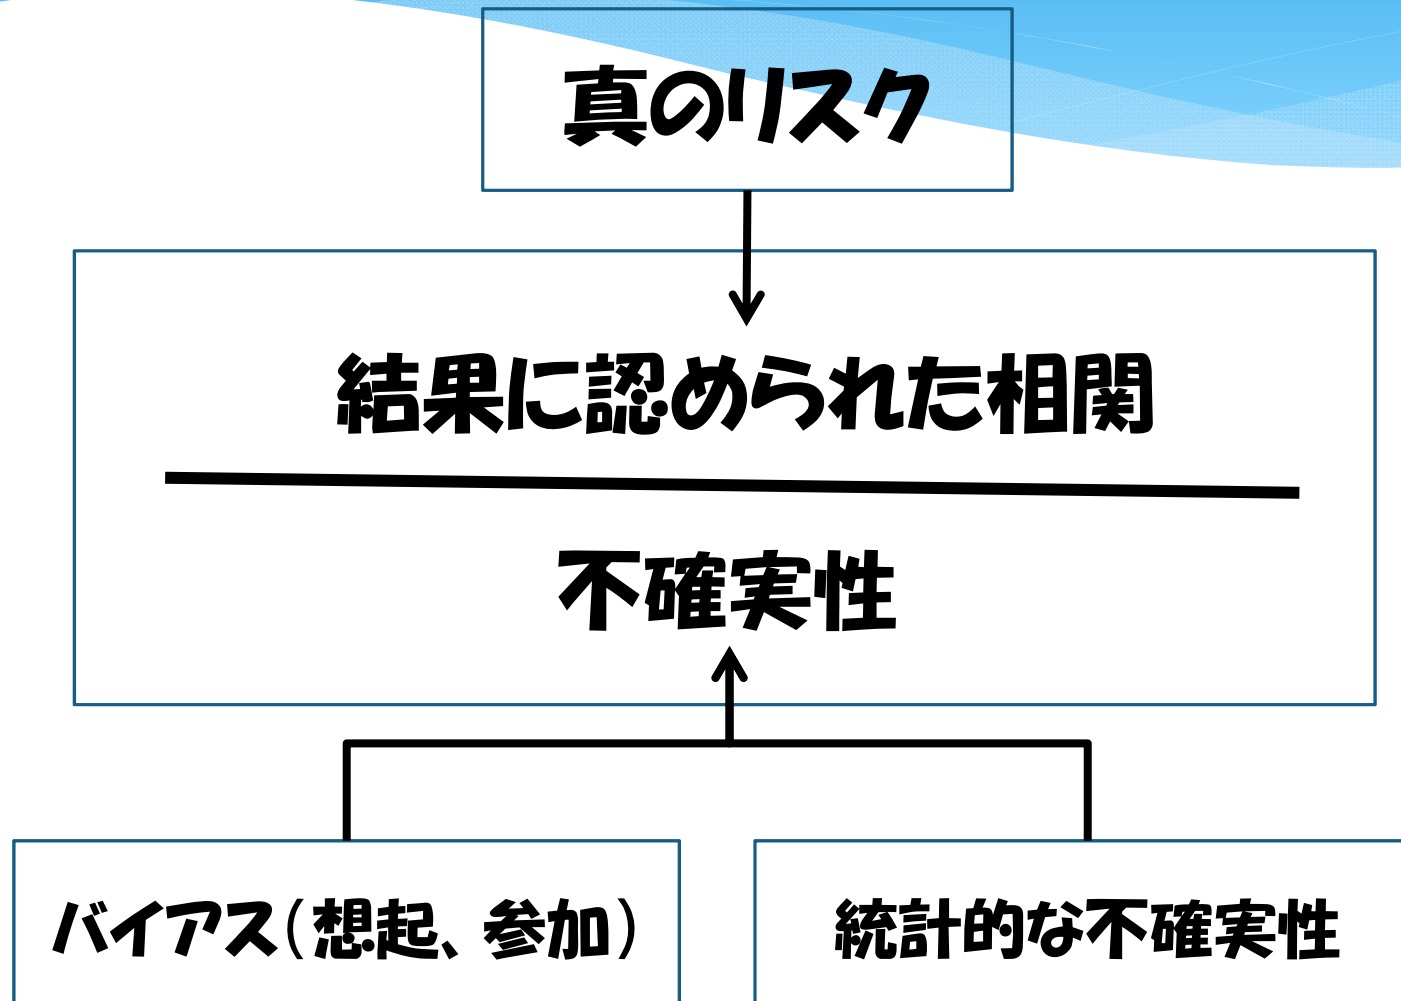 真のリスク
結果に認められた相関
不確実性
バイアス(想起、参加)
統計的な不確実性